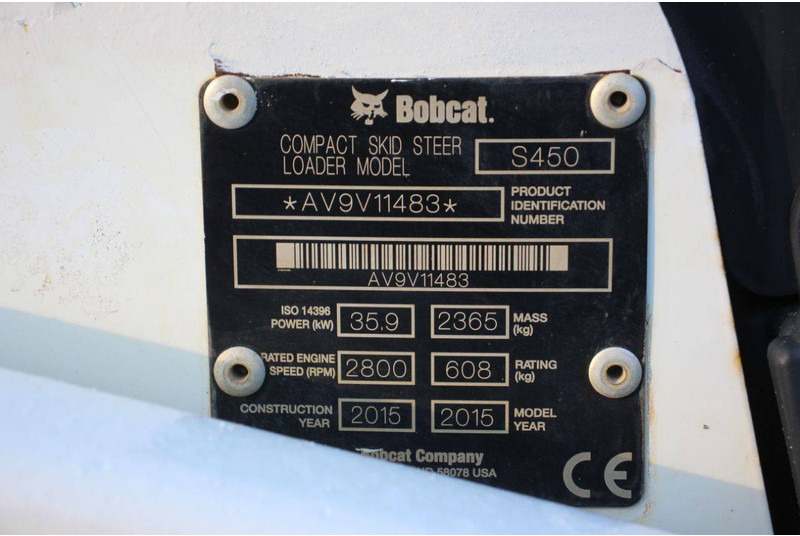 Bobcat.
COMPACT SKID STEER
LOADER MODEL S450
*AV9V11483* PRODUCT
IDENTIFICATION
NUMBER
AV9V11483
ISO 14396
POWER (kW) 35,9 2365 MASS
(kg)
RATED ENGINE
SPEED (RPM) 2800 608 RATING
(kg)
CONSTRUCTION
YEAR 2015 2015 MODEL
YEAR
Bobcat Company
58078 USA
CE